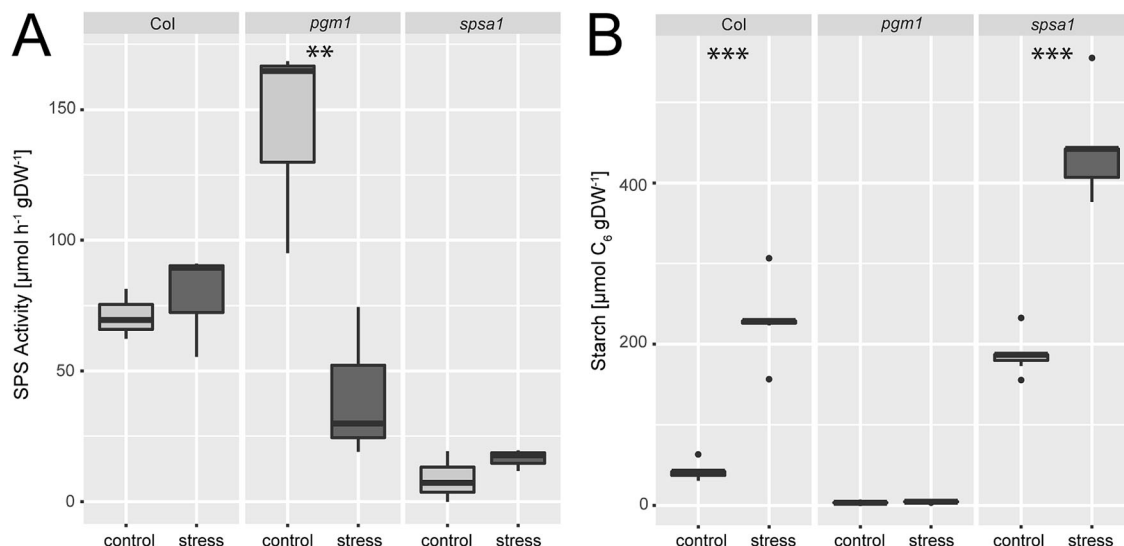 A
Col pgm1 spsa1
**
150
100
50
0
SPS Activity [µmol h⁻¹ gDW⁻¹]
control stress control stress control stress
B
Col pgm1 spsa1
*** ***
400
200
0
Starch [µmol C₆ gDW⁻¹]
control stress control stress control stress